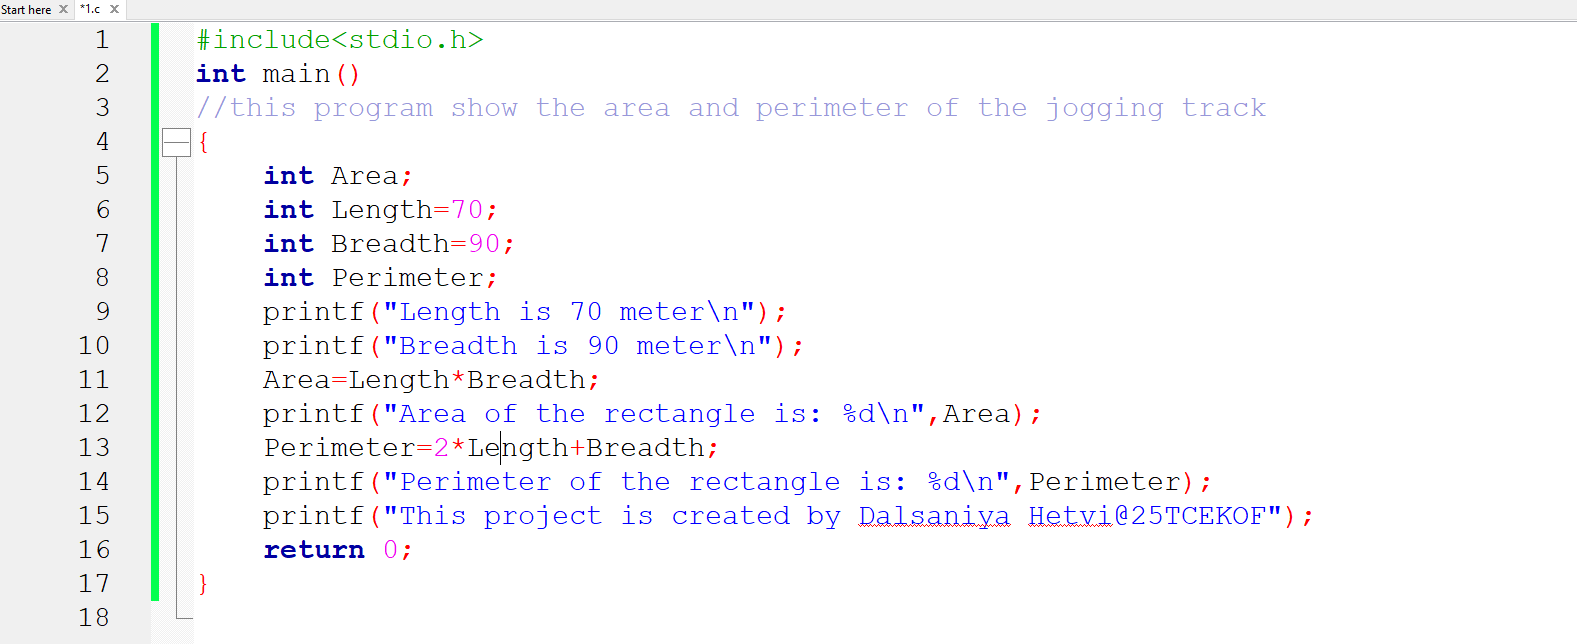 Start here *1.c
1 #include<stdio.h>
2 int main()
3 //this program show the area and perimeter of the jogging track
4 {
5 int Area;
6 int Length=70;
7 int Breadth=90;
8 int Perimeter;
9 printf("Length is 70 meter\n");
10 printf("Breadth is 90 meter\n");
11 Area=Length*Breadth;
12 printf("Area of the rectangle is: %d\n",Area);
13 Perimeter=2*Length+Breadth;
14 printf("Perimeter of the rectangle is: %d\n",Perimeter);
15 printf("This project is created by Dalsaniya Hetvi@25TCEKOF");
16 return 0;
17 }
18